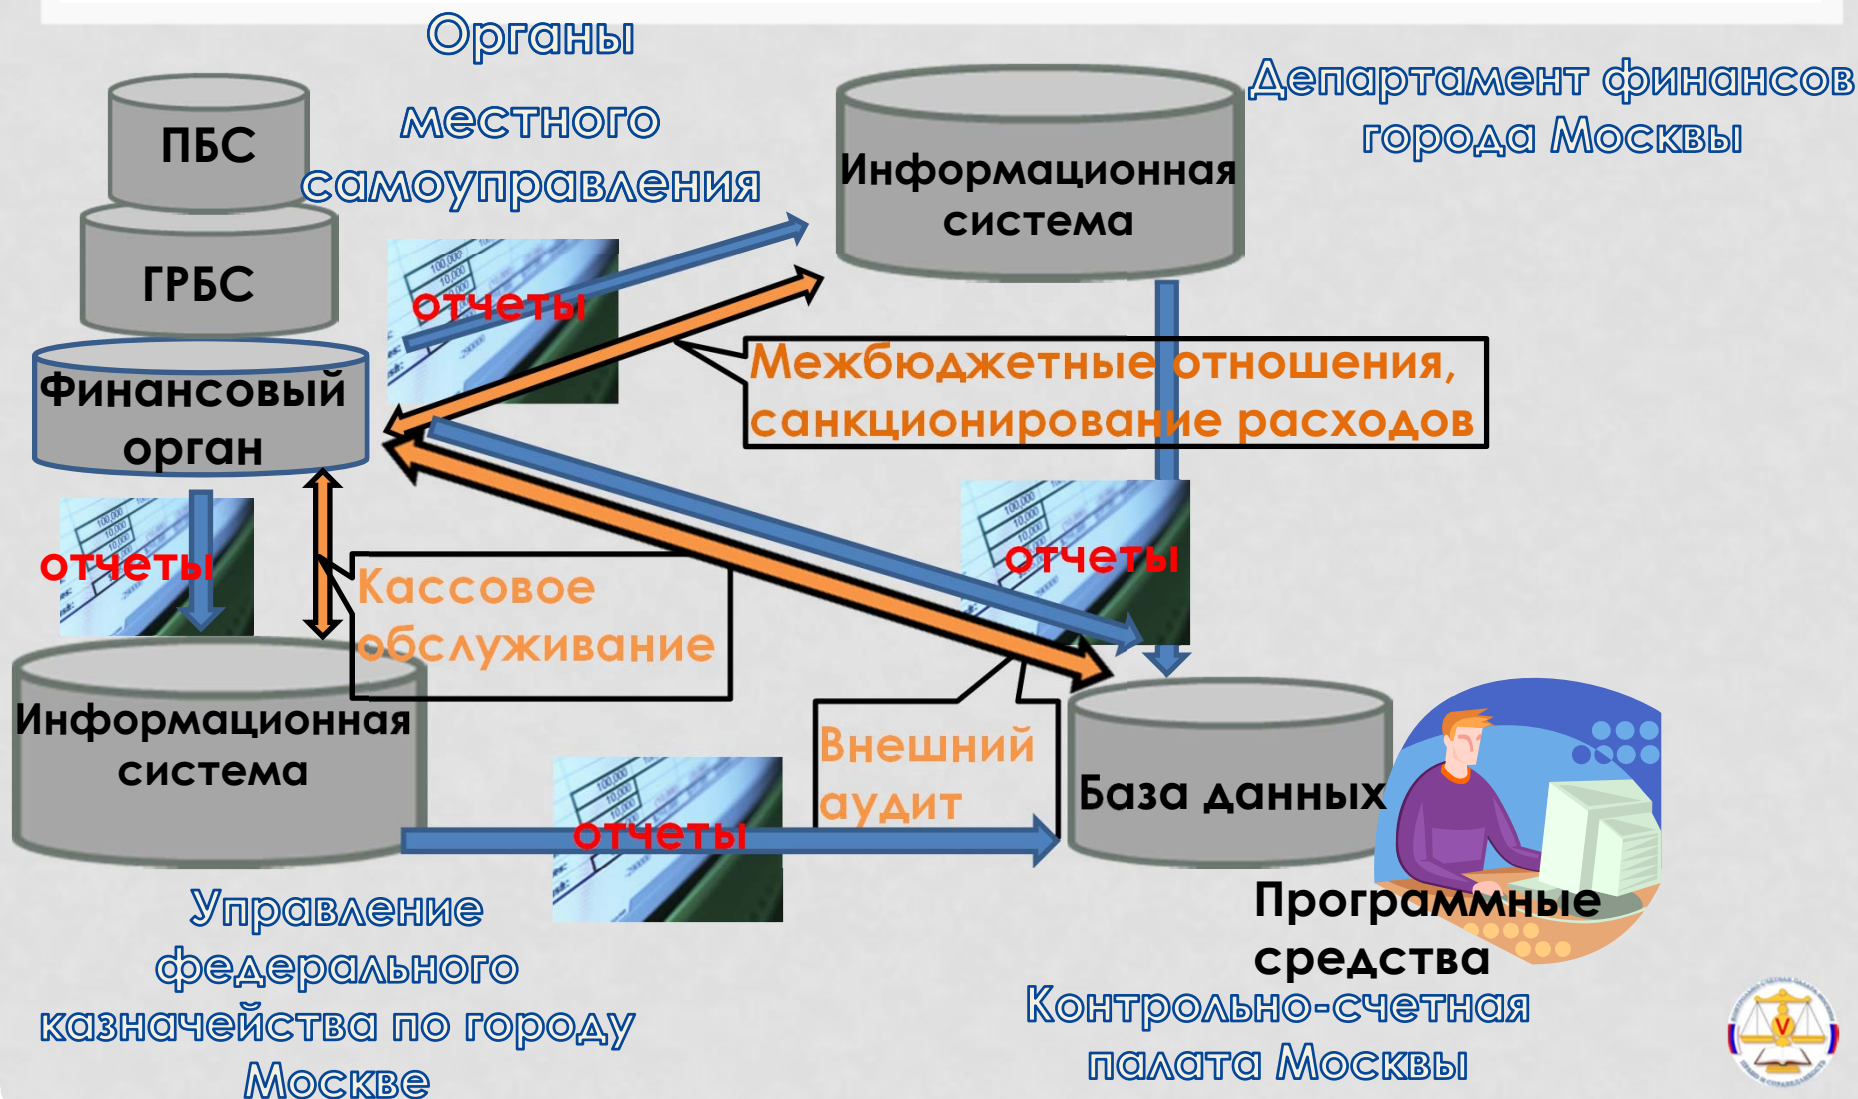 Органы
местного
самоуправления
Департамент финансов
города Москвы
ПБС
ГРБС
Финансовый
орган
Информационная
система
отчеты
Межбюджетные отношения,
санкционирование расходов
отчеты
отчеты
Кассовое
обслуживание
Информационная
система
Внешний
аудит
База данных
отчеты
Программные
средства
Управление
федерального
казначейства по городу
Москве
Контрольно-счетная
палата Москвы